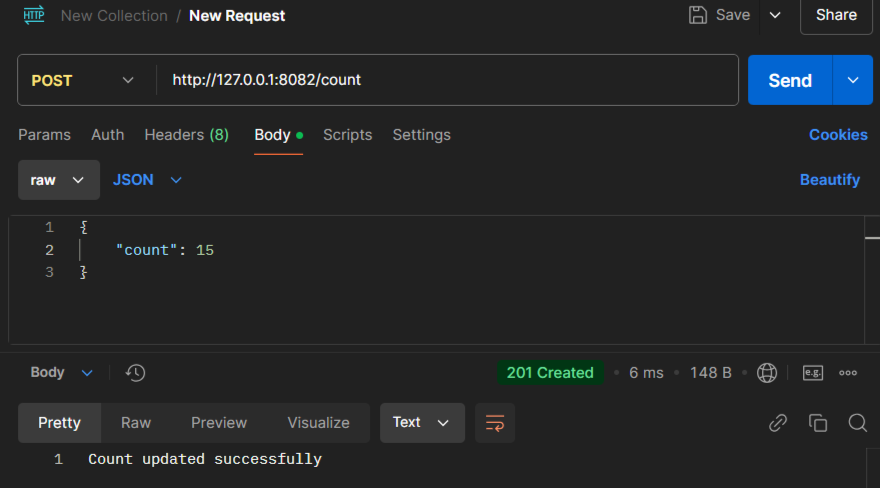 HTTP New Collection / New Request Save Share
POST http://127.0.0.1:8082/count Send
Params Auth Headers (8) Body Scripts Settings Cookies
raw JSON Beautify
1 {
2 "count": 15
3 }
Body 201 Created 6 ms 148 B e.g.
Pretty Raw Preview Visualize Text
1 Count updated successfully